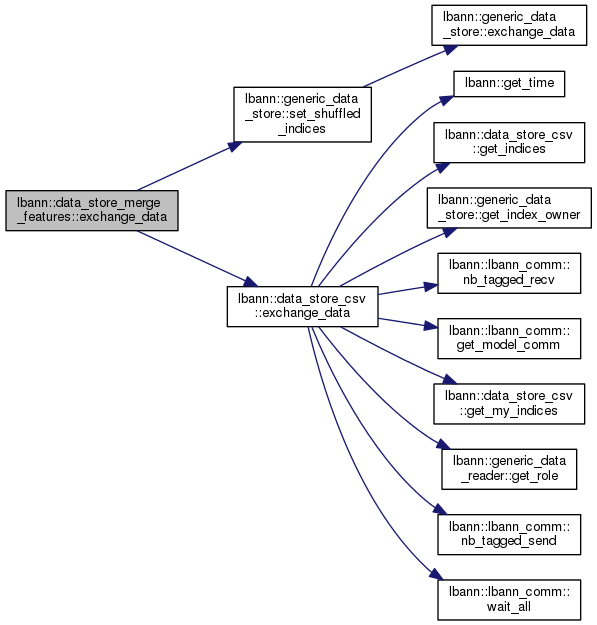 lbann::data_store_merge
_features::exchange_data
lbann::generic_data
_store::set_shuffled
_indices
lbann::data_store_csv
::exchange_data
lbann::generic_data
_store::exchange_data
lbann::get_time
lbann::data_store_csv
::get_indices
lbann::generic_data
_store::get_index_owner
lbann::lbann_comm::
nb_tagged_recv
lbann::lbann_comm::
get_model_comm
lbann::data_store_csv
::get_my_indices
lbann::generic_data
_reader::get_role
lbann::lbann_comm::
nb_tagged_send
lbann::lbann_comm::
wait_all